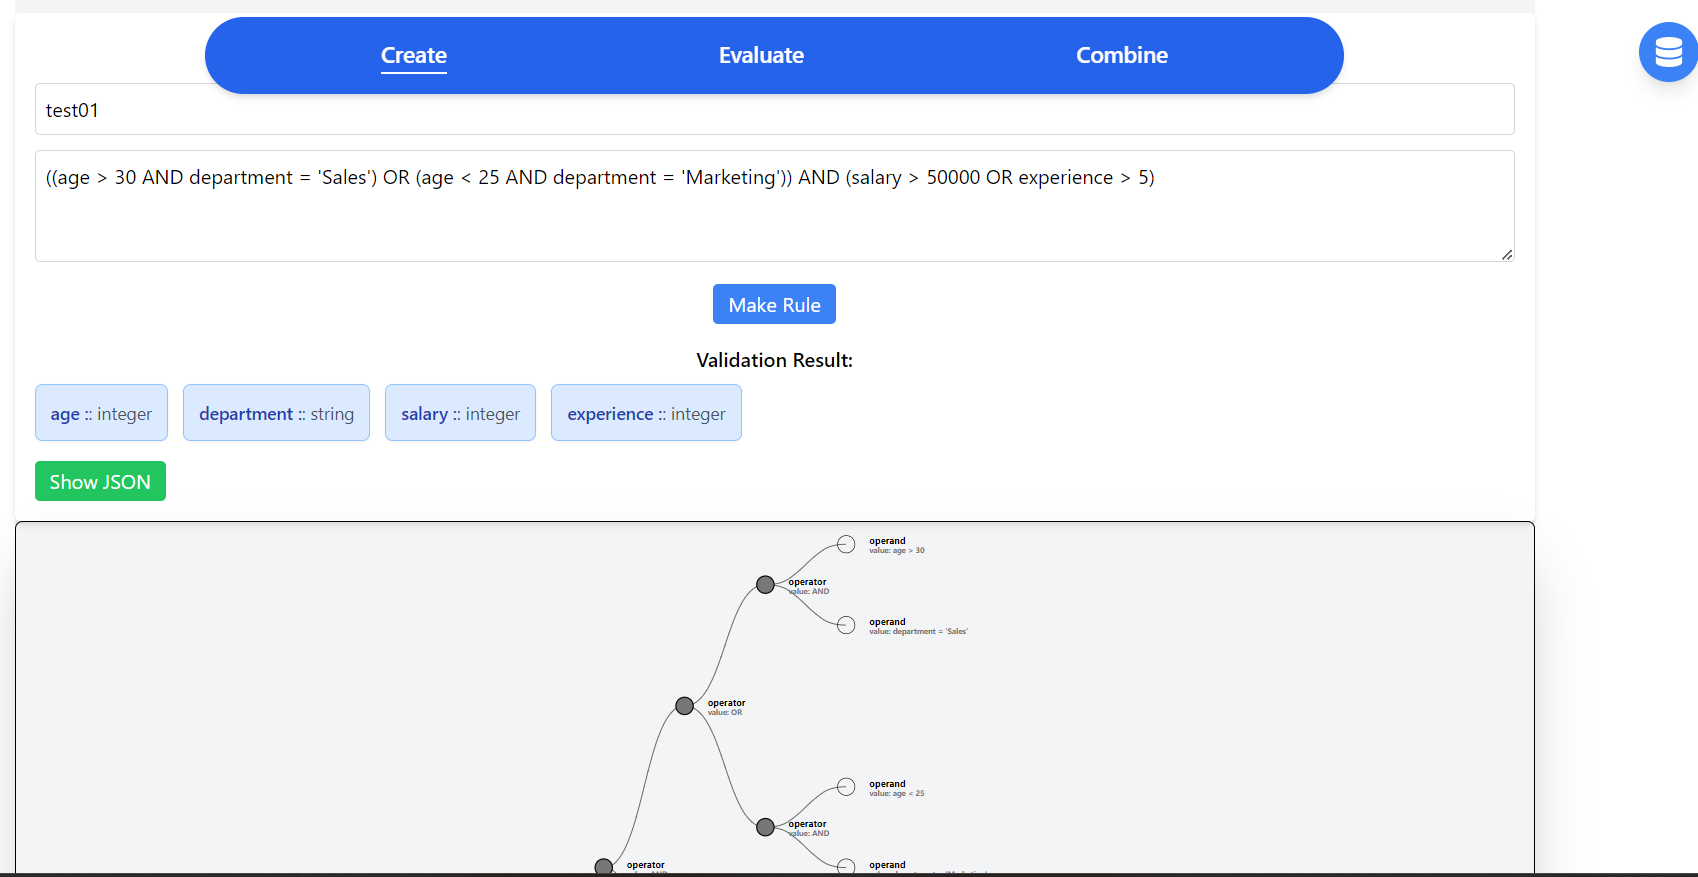 Create Evaluate Combine
test01
((age > 30 AND department = 'Sales') OR (age < 25 AND department = 'Marketing')) AND (salary > 50000 OR experience > 5)
Make Rule
Validation Result:
age :: integer department :: string salary :: integer experience :: integer
Show JSON
operand
value: age > 30
operator
value: AND
operand
value: department = 'Sales'
operator
value: OR
operand
value: age < 25
operator
value: AND
operand
operator